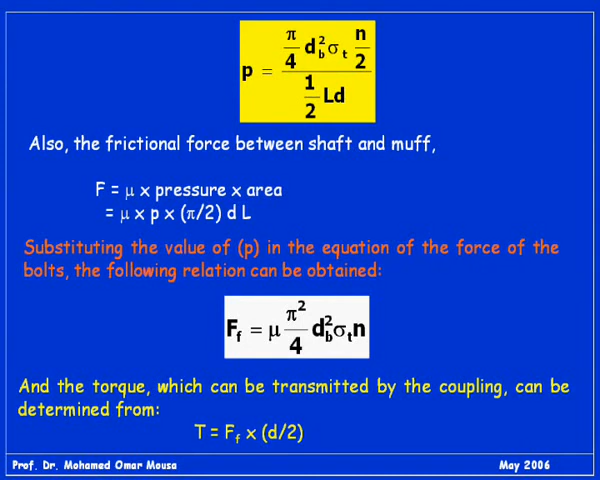 p = (π/4 d_b² σ_t n/2) / (1/2 Ld)
Also, the frictional force between shaft and muff,
F = μ x pressure x area
= μ x p x (π/2) d L
Substituting the value of (p) in the equation of the force of the
bolts, the following relation can be obtained:
F_f = μ π²/4 d_b² σ_t n
And the torque, which can be transmitted by the coupling, can be
determined from:
T = F_f x (d/2)
Prof. Dr. Mohamed Omar Mousa May 2006